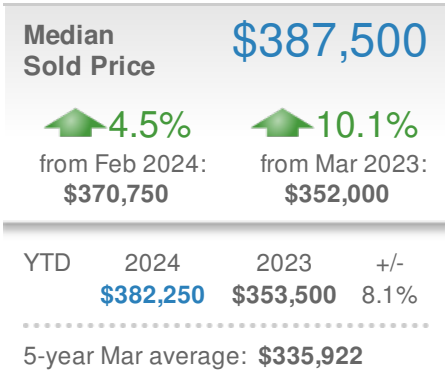 Median
Sold Price
$387,500
4.5%
from Feb 2024:
$370,750
10.1%
from Mar 2023:
$352,000
YTD 2024 2023 +/-
$382,250 $353,500 8.1%
5-year Mar average: $335,922